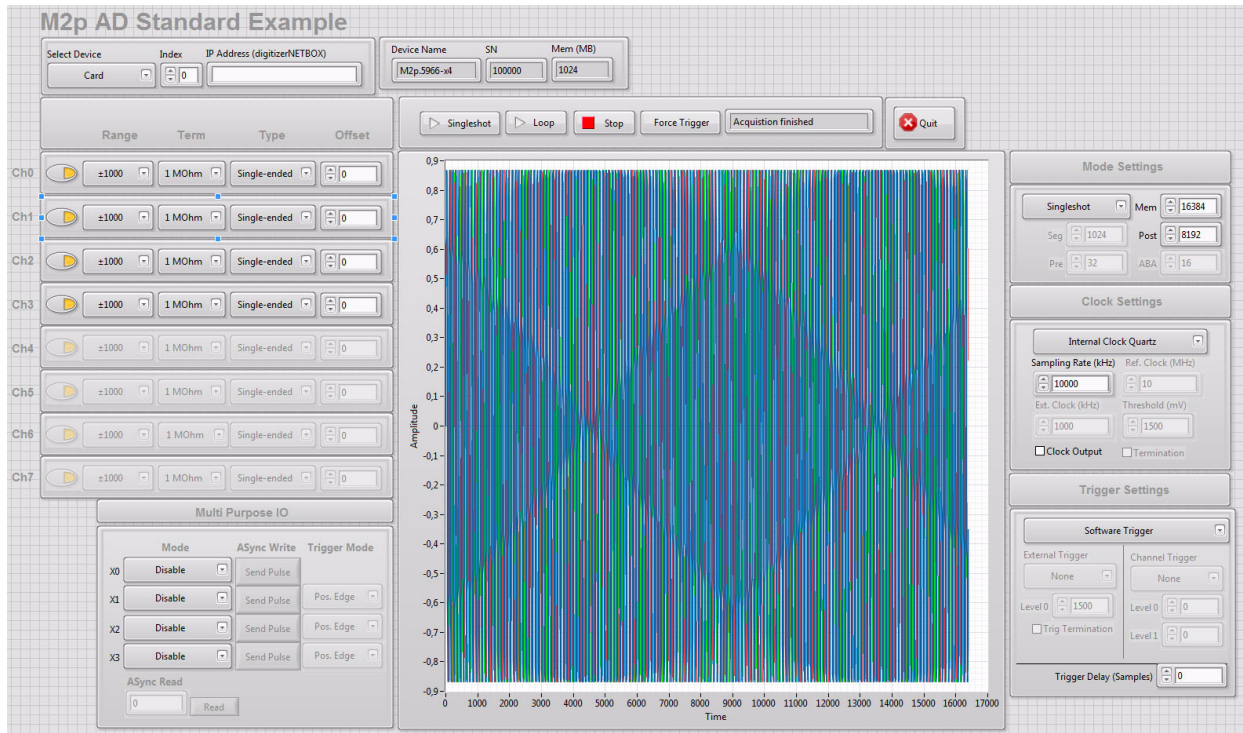 M2p AD Standard Example
Select Device Index IP Address (digitizerNETBOX)
Card 0
Device Name SN Mem (MB)
M2p.5966-x4 100000 1024
Range Term Type Offset
Singleshot Loop Stop Force Trigger Acquistion finished Quit
Ch0 ±1000 1 MOhm Single-ended 0
Ch1 ±1000 1 MOhm Single-ended 0
Ch2 ±1000 1 MOhm Single-ended 0
Ch3 ±1000 1 MOhm Single-ended 0
Ch4 ±1000 1 MOhm Single-ended 0
Ch5 ±1000 1 MOhm Single-ended 0
Ch6 ±1000 1 MOhm Single-ended 0
Ch7 ±1000 1 MOhm Single-ended 0
Multi Purpose IO
Mode ASync Write Trigger Mode
X0 Disable Send Pulse
X1 Disable Send Pulse Pos. Edge
X2 Disable Send Pulse Pos. Edge
X3 Disable Send Pulse Pos. Edge
ASync Read
0 Read
Amplitude
0,9
0,8
0,7
0,6
0,5
0,4
0,3
0,2
0,1
0
-0,1
-0,2
-0,3
-0,4
-0,5
-0,6
-0,7
-0,8
-0,9
0 1000 2000 3000 4000 5000 6000 7000 8000 9000 10000 11000 12000 13000 14000 15000 16000 17000
Time
Mode Settings
Singleshot Mem 16384
Seg 1024 Post 8192
Pre 32 ABA 16
Clock Settings
Internal Clock Quartz
Sampling Rate (kHz) Ref. Clock (MHz)
10000 10
Ext. Clock (kHz) Threshold (mV)
1000 1500
Clock Output Termination
Trigger Settings
Software Trigger
External Trigger Channel Trigger
None None
Level 0 1500 Level 0 0
Trig Termination Level 1 0
Trigger Delay (Samples) 0